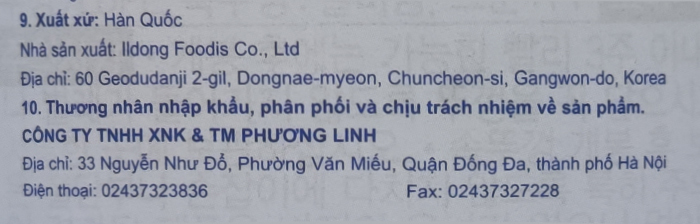 9. Xuất xứ: Hàn Quốc
Nhà sản xuất: Ildong Foodis Co., Ltd
Địa chỉ: 60 Geodudanji 2-gil, Dongnae-myeon, Chuncheon-si, Gangwon-do, Korea
10. Thương nhân nhập khẩu, phân phối và chịu trách nhiệm về sản phẩm.
CÔNG TY TNHH XNK & TM PHƯƠNG LINH
Địa chỉ: 33 Nguyễn Như Đổ, Phường Văn Miếu, Quận Đống Đa, thành phố Hà Nội
Điện thoại: 02437323836 Fax: 02437327228